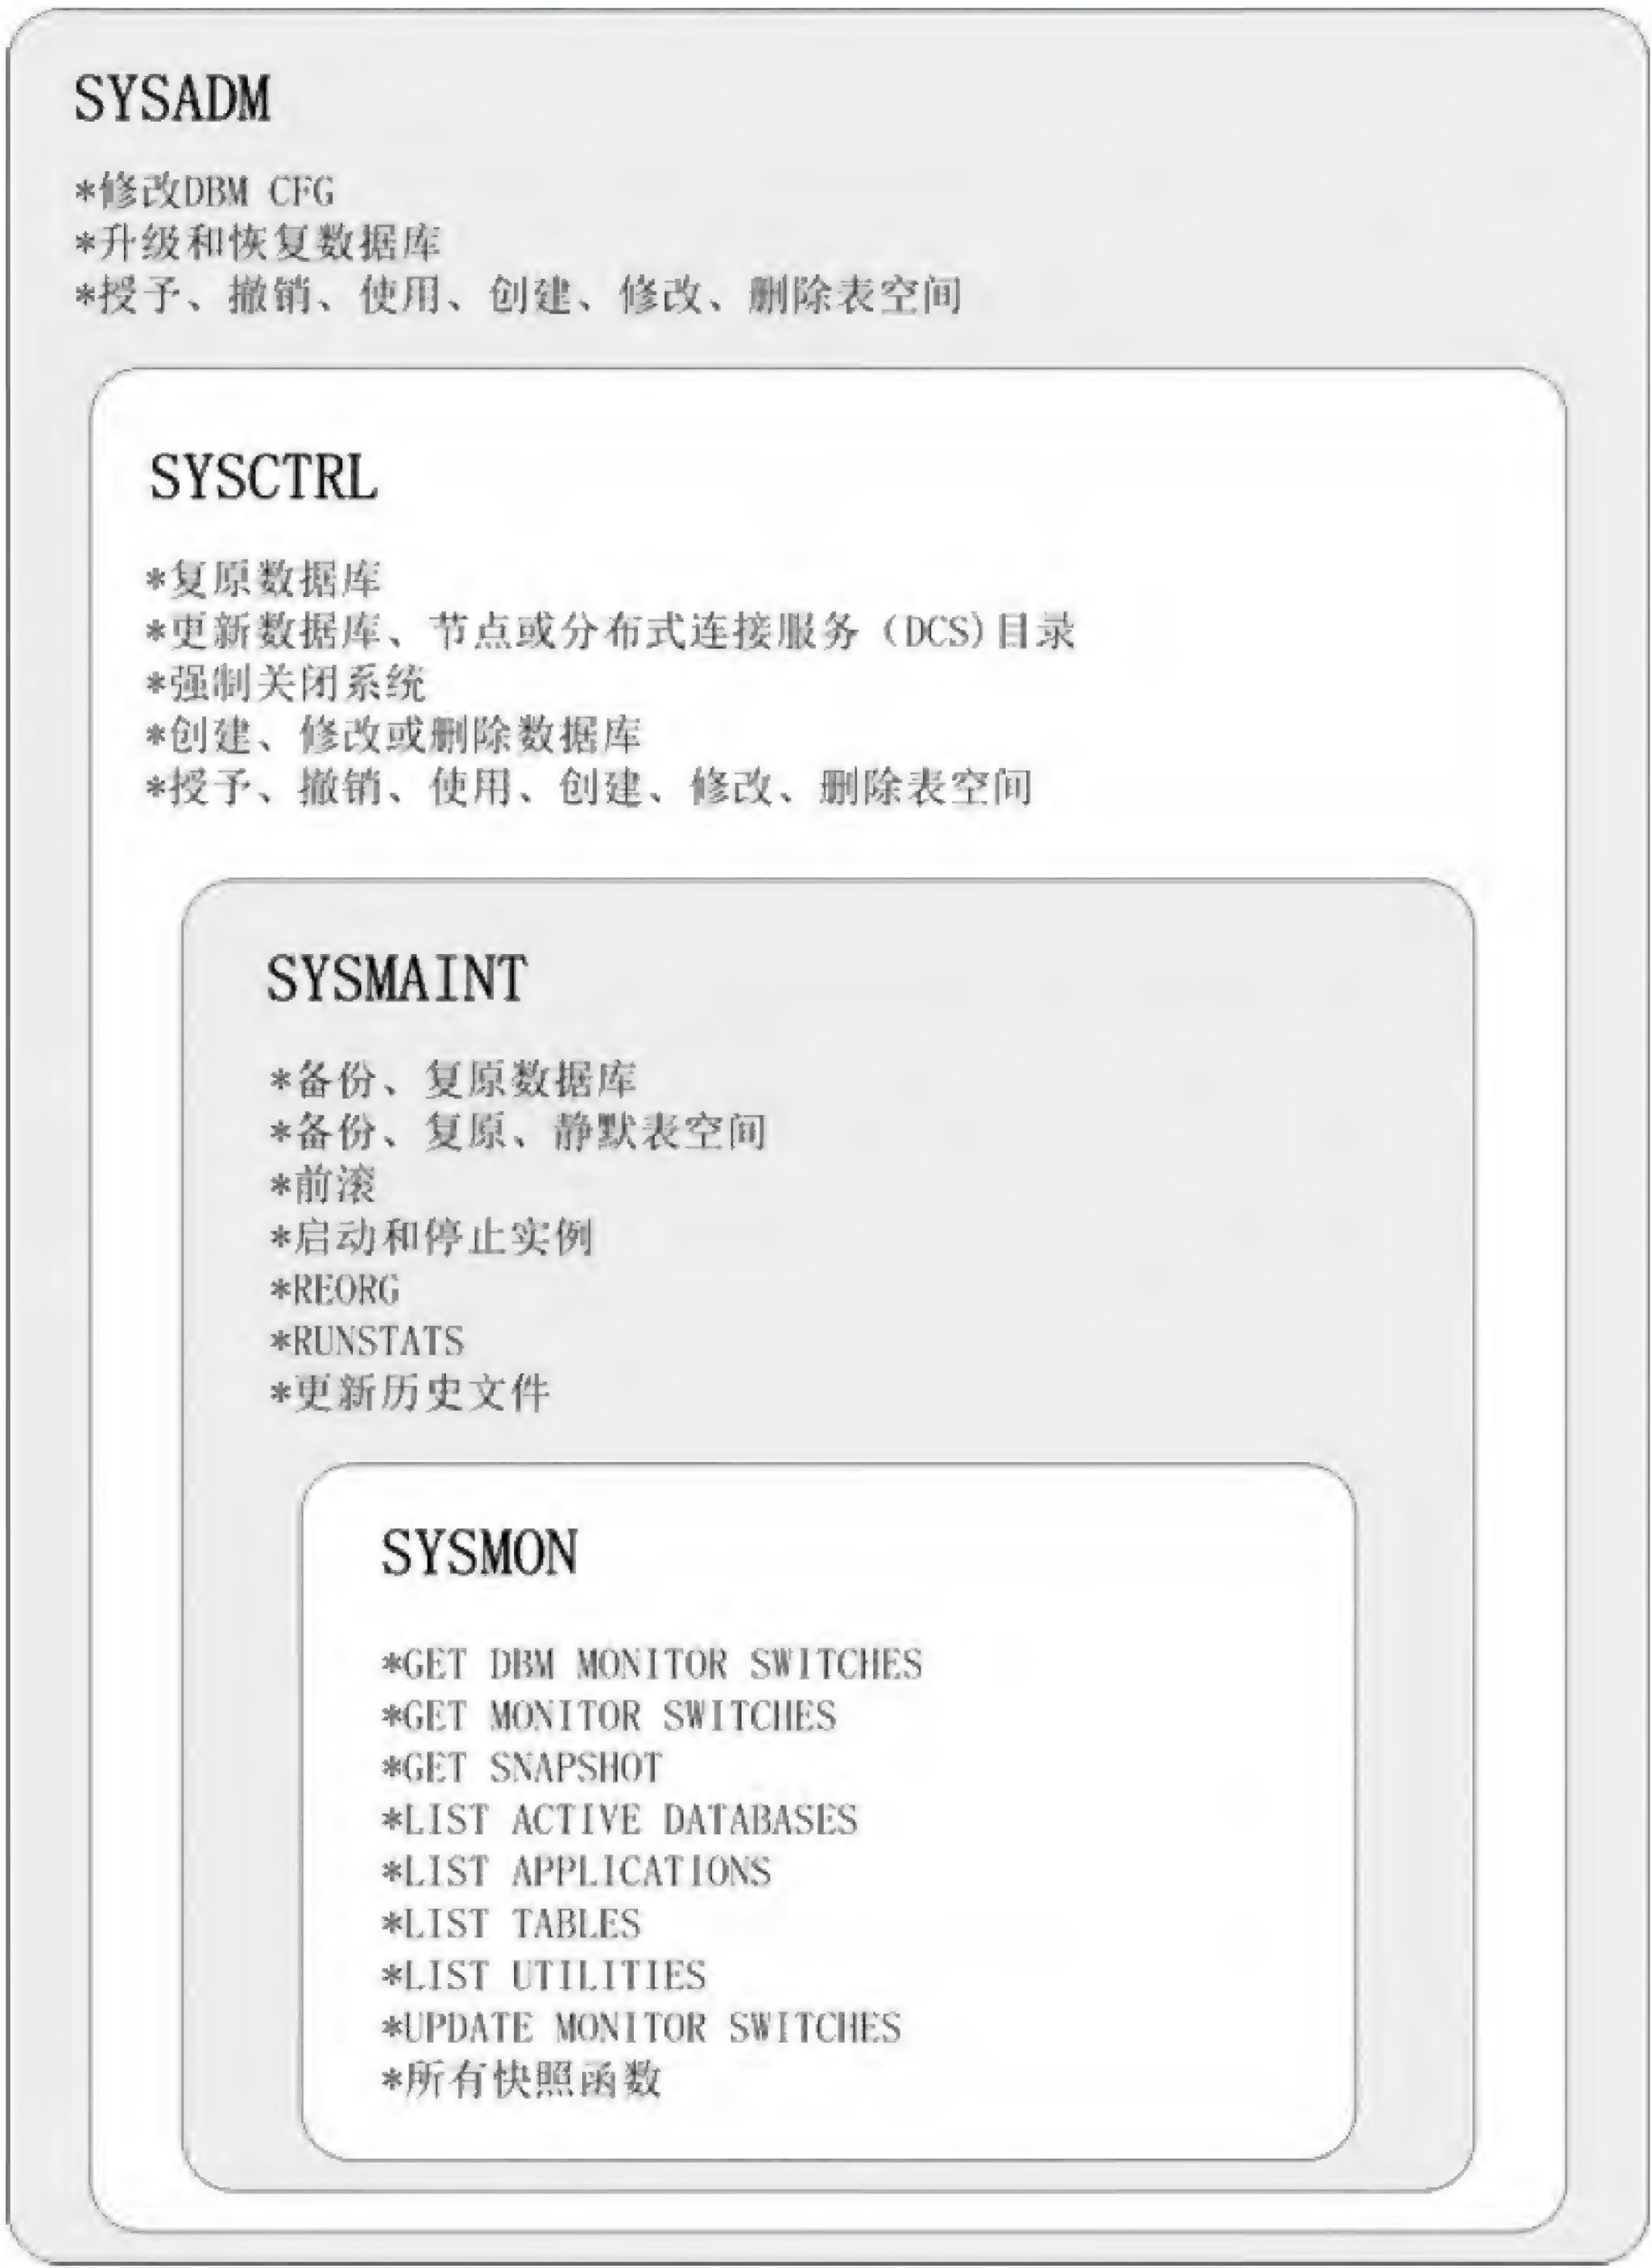 SYSADM
*修改DBM CFG
*升级和恢复数据库
*授予、撤销、使用、创建、修改、删除表空间
SYSCTRL
*复原数据库
*更新数据库、节点或分布式连接服务（DCS)目录
*强制关闭系统
*创建、修改或删除数据库
*授予、撤销、使用、创建、修改、删除表空间
SYSMAINT
*备份、复原数据库
*备份、复原、静默表空间
*前滚
*启动和停止实例
*REORG
*RUNSTATS
*更新历史文件
SYSMON
*GET DBM MONITOR SWITCHES
*GET MONITOR SWITCHES
*GET SNAPSHOT
*LIST ACTIVE DATABASES
*LIST APPLICATIONS
*LIST TABLES
*LIST UTILITIES
*UPDATE MONITOR SWITCHES
*所有快照函数